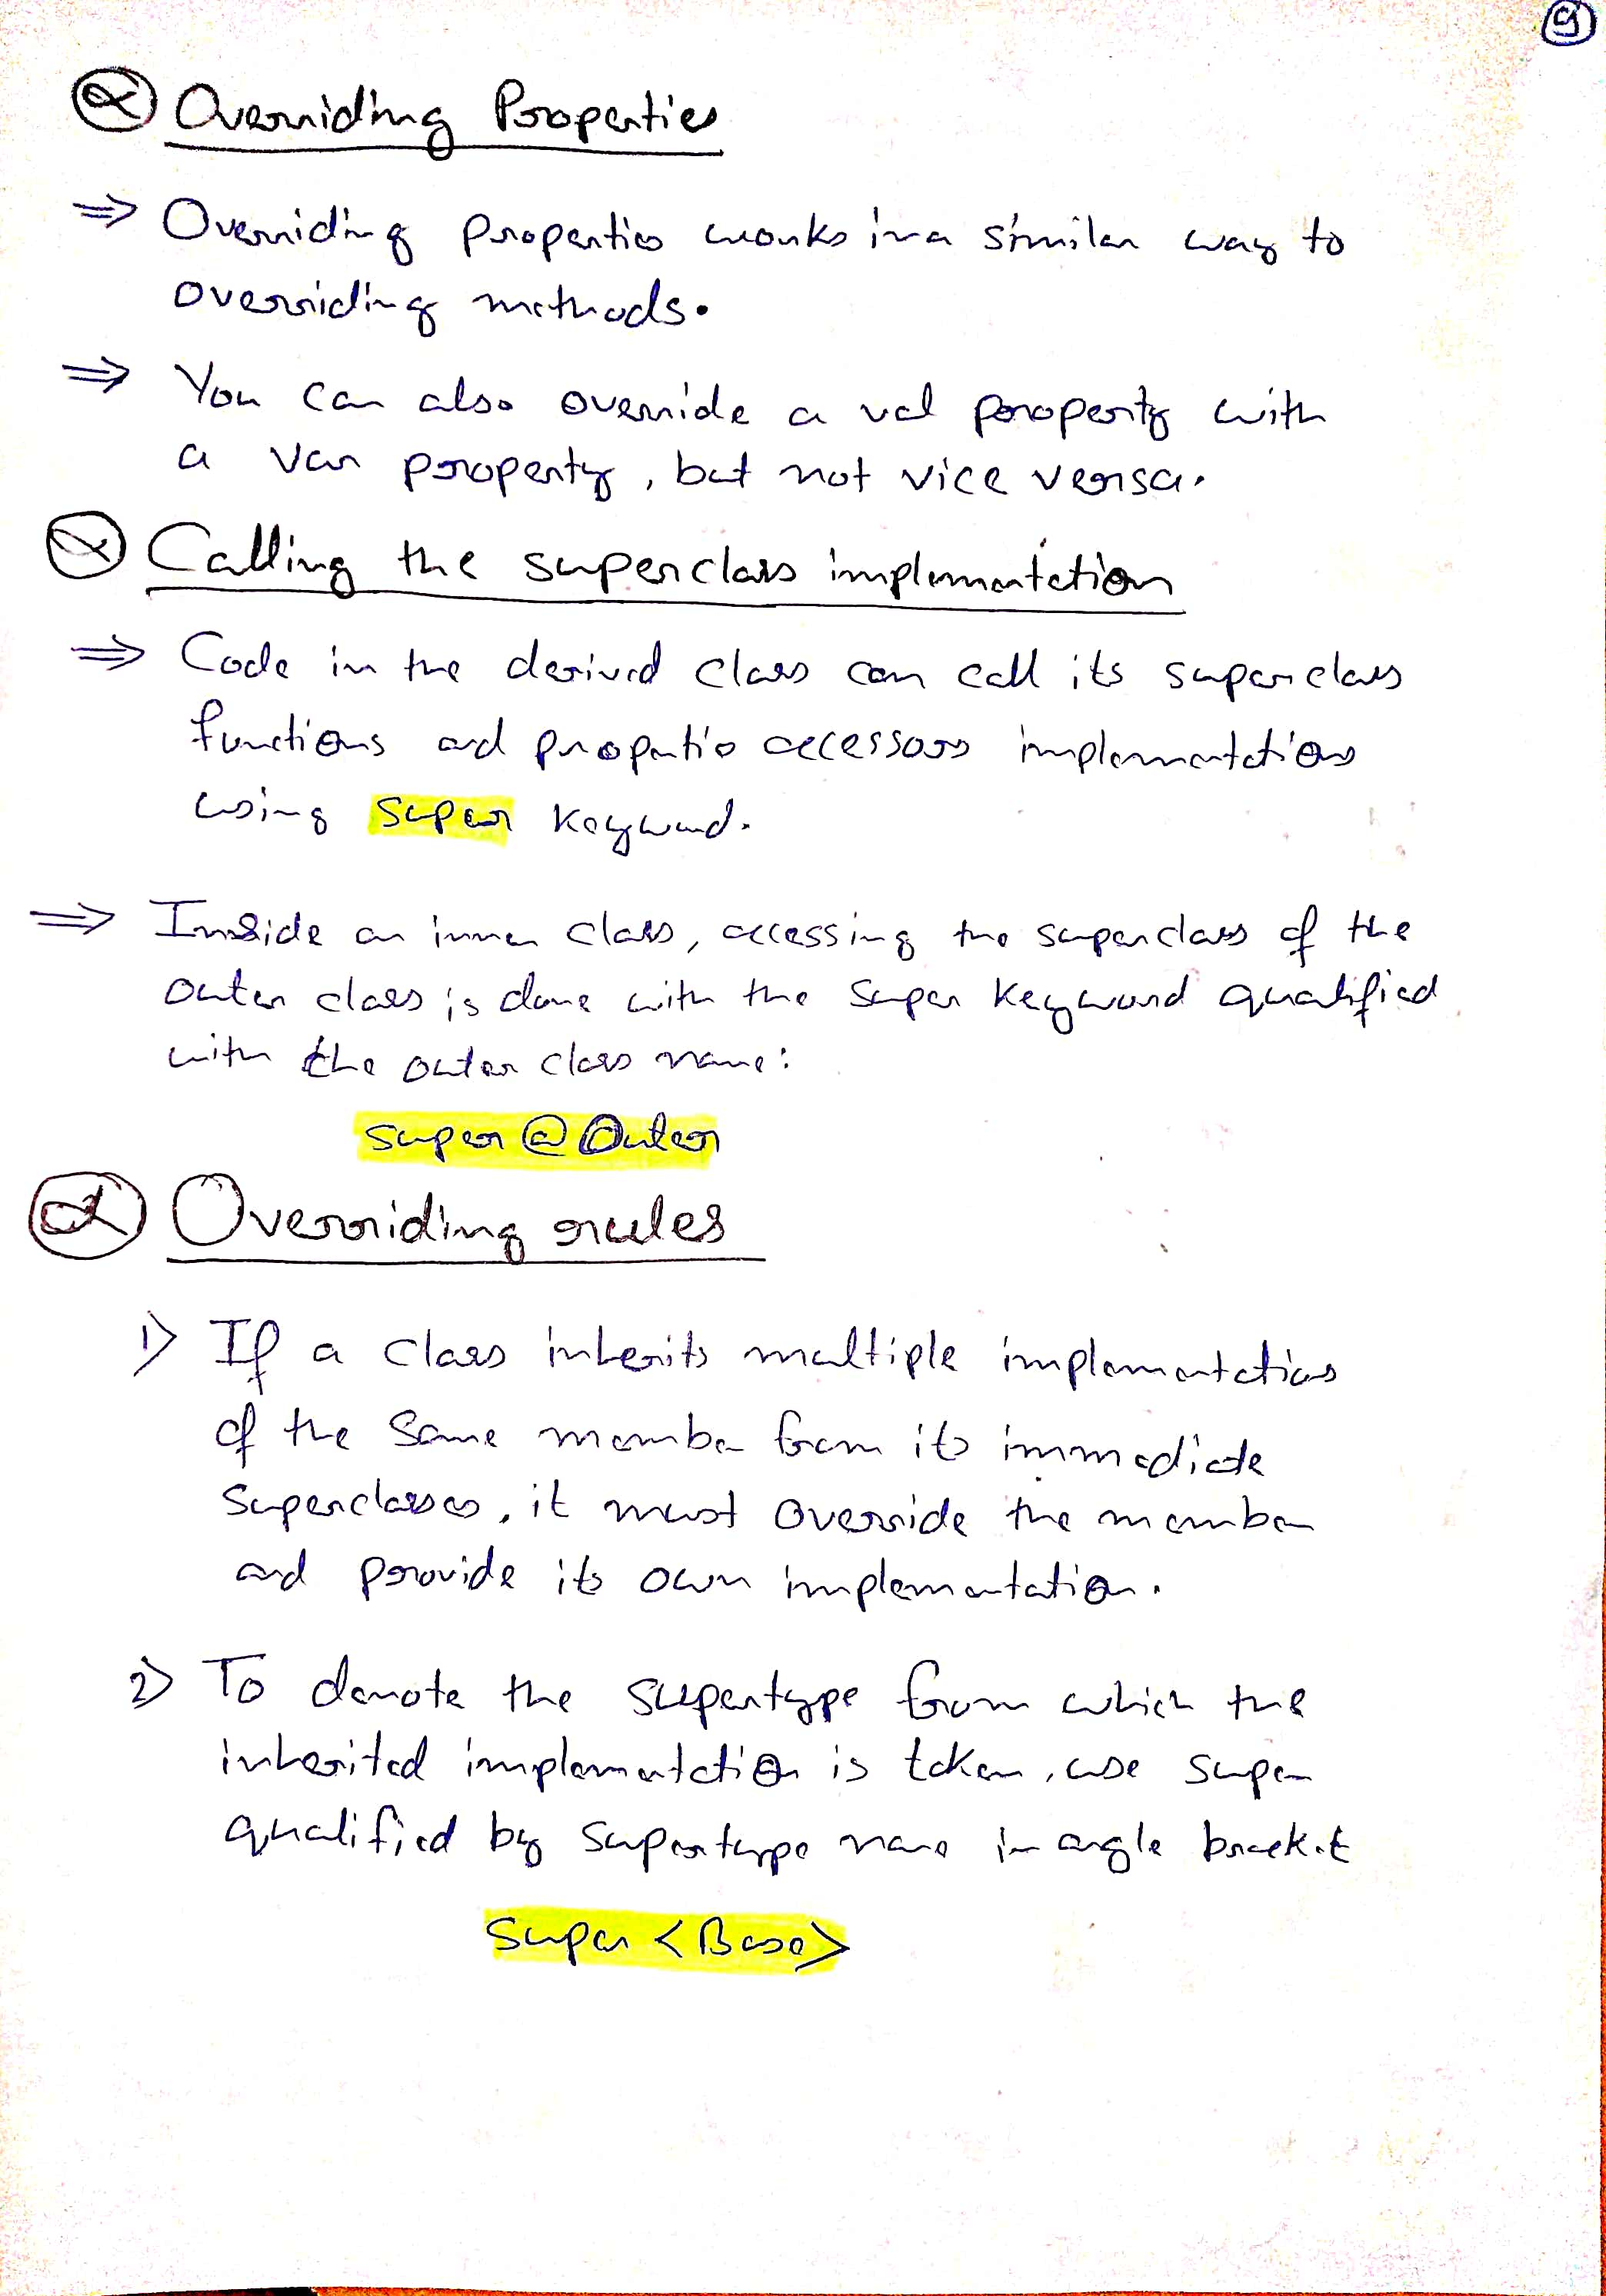 9
Overriding Properties
⇒ Overriding properties works in a similar way to
overriding methods.
⇒ You can also override a val property with
a var property, but not vice versa.
Calling the superclass implementation
⇒ Code in the derived class can call its superclass
functions and propertie accessors implementations
using super keyword.
⇒ Inside an inner class, accessing the superclass of the
outer class is done with the super keyword qualified
with the outer class name:
super@Outer
Overriding rules
1) If a class inherits multiple implementations
of the same member from its immediate
superclasses, it must override the member
and provide its own implementation.
2) To denote the supertype from which the
inherited implementation is taken, use super
qualified by supertype name in angle bracket
super<Base>